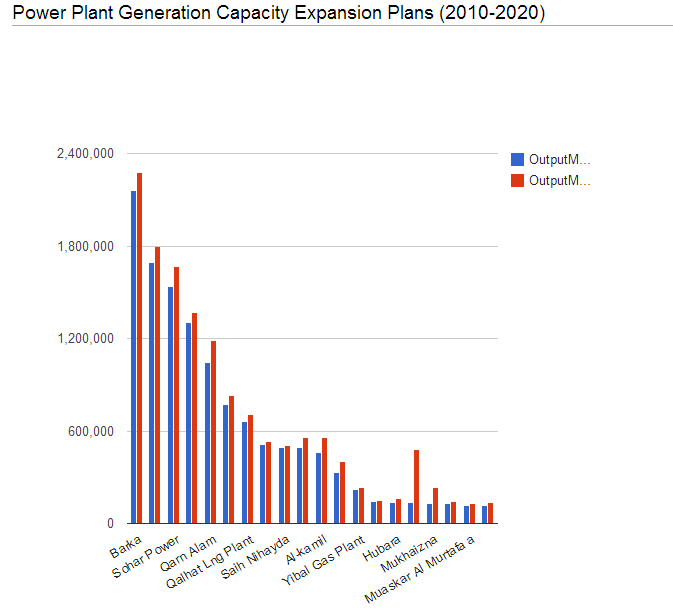 Power Plant Generation Capacity Expansion Plans (2010-2020)
2,400,000
1,800,000
1,200,000
600,000
0
OutputM...
OutputM...
Barka
Sohar Power
Qarn Alam
Qalhat Lng Plant
Saih Nihayda
Al-kamil
Yibal Gas Plant
Hubara
Mukhaizna
Muaskar Al Murtafa a